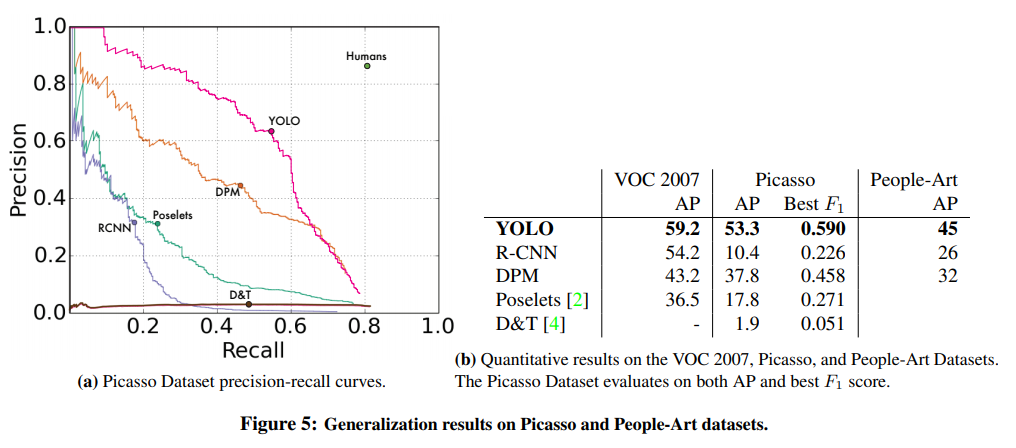 1.0
0.8
0.6
0.4
0.2
0.0
Precision
Humans
YOLO
DPM
Poselets
RCNN
D&T
0.2 0.4 0.6 0.8 1.0
Recall
(a) Picasso Dataset precision-recall curves.
VOC 2007 Picasso People-Art
AP AP Best F1 AP
YOLO 59.2 53.3 0.590 45
R-CNN 54.2 10.4 0.226 26
DPM 43.2 37.8 0.458 32
Poselets [2] 36.5 17.8 0.271
D&T [4] - 1.9 0.051
(b) Quantitative results on the VOC 2007, Picasso, and People-Art Datasets.
The Picasso Dataset evaluates on both AP and best F1 score.
Figure 5: Generalization results on Picasso and People-Art datasets.